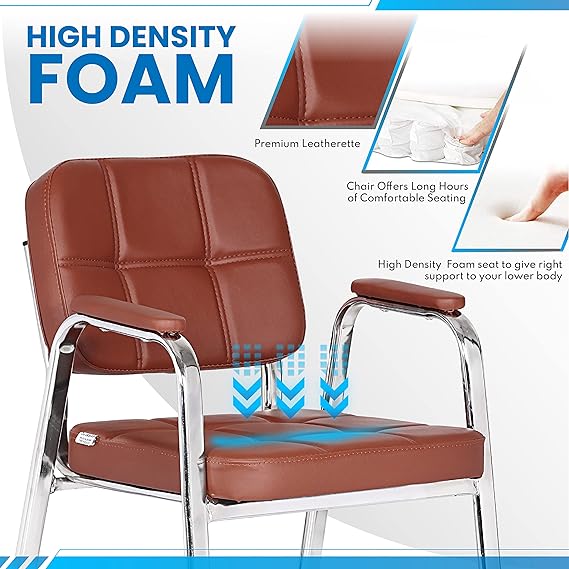 HIGH DENSITY
FOAM
Premium Leatherette
Chair Offers Long Hours
of Comfortable Seating
High Density Foam seat to give right
support to your lower body